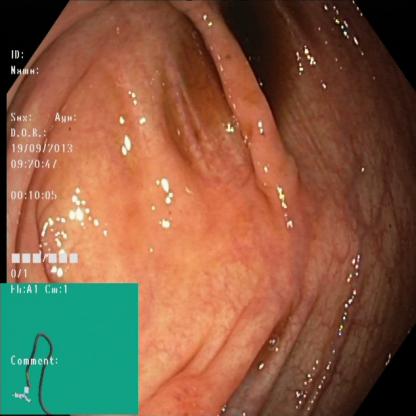 ID:
Name:
Sex: Age:
D.O.B.:
19/09/2013
09:20:47
00:10:05
0/1
Eh:A1 Cm:1
Comment: